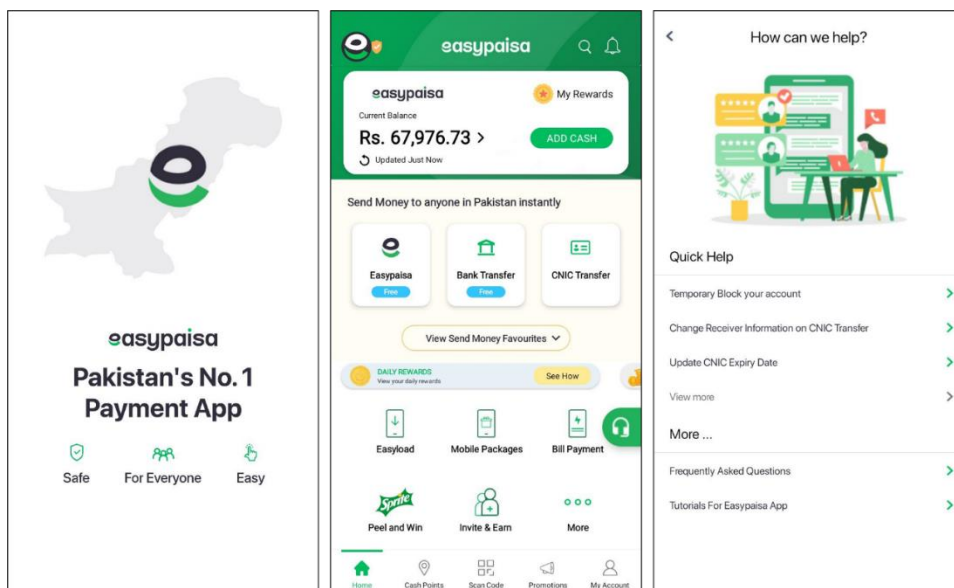 easypaisa
Pakistan's No. 1
Payment App
Safe
For Everyone
Easy
easypaisa
easypaisa
My Rewards
Current Balance
Rs. 67,976.73 >
ADD CASH
Updated Just Now
Send Money to anyone in Pakistan instantly
Easypaisa
Bank Transfer
CNIC Transfer
Free
Free
View Send Money Favourites
DAILY REWARDS
View your daily rewards
See How
Easyload
Mobile Packages
Bill Payment
Sprite
Peel and Win
Invite & Earn
More
Home
Cash Points
Scan Code
Promotions
My Account
How can we help?
Quick Help
Temporary Block your account
Change Receiver Information on CNIC Transfer
Update CNIC Expiry Date
View more
More ...
Frequently Asked Questions
Tutorials For Easypaisa App